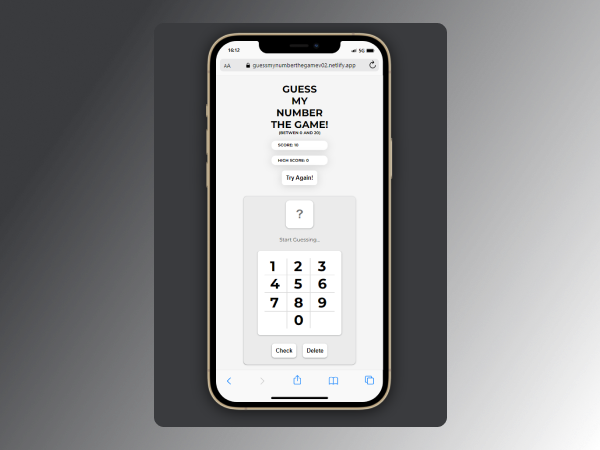 16:12
5G
AA guessmynumberthegamev02.netlify.app
GUESS
MY
NUMBER
THE GAME!
(BETWEN 0 AND 20)
SCORE: 10
HIGH SCORE: 0
Try Again!
?
Start Guessing...
1 2 3
4 5 6
7 8 9
0
Check Delete